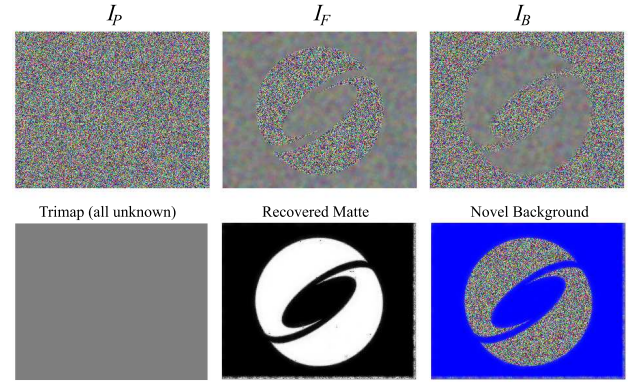 I_P
I_F
I_B
Trimap (all unknown)
Recovered Matte
Novel Background